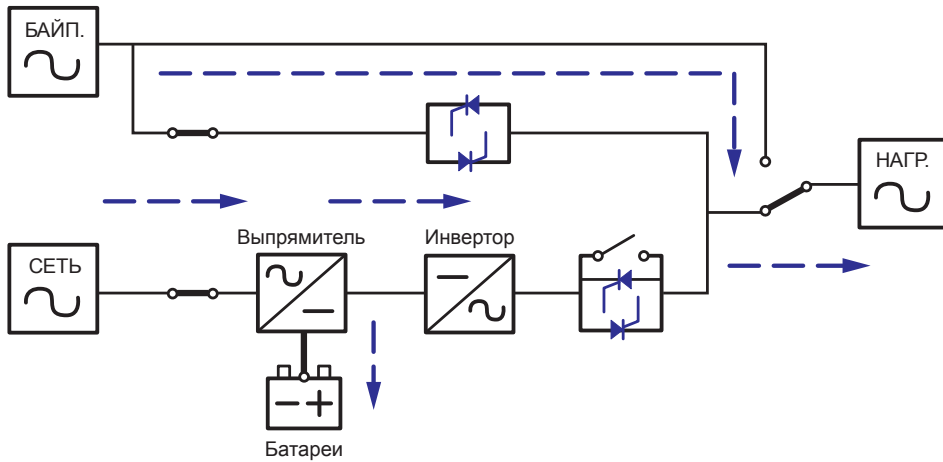 БАЙП.
НАГР.
Выпрямитель
Инвертор
СЕТЬ
Батареи